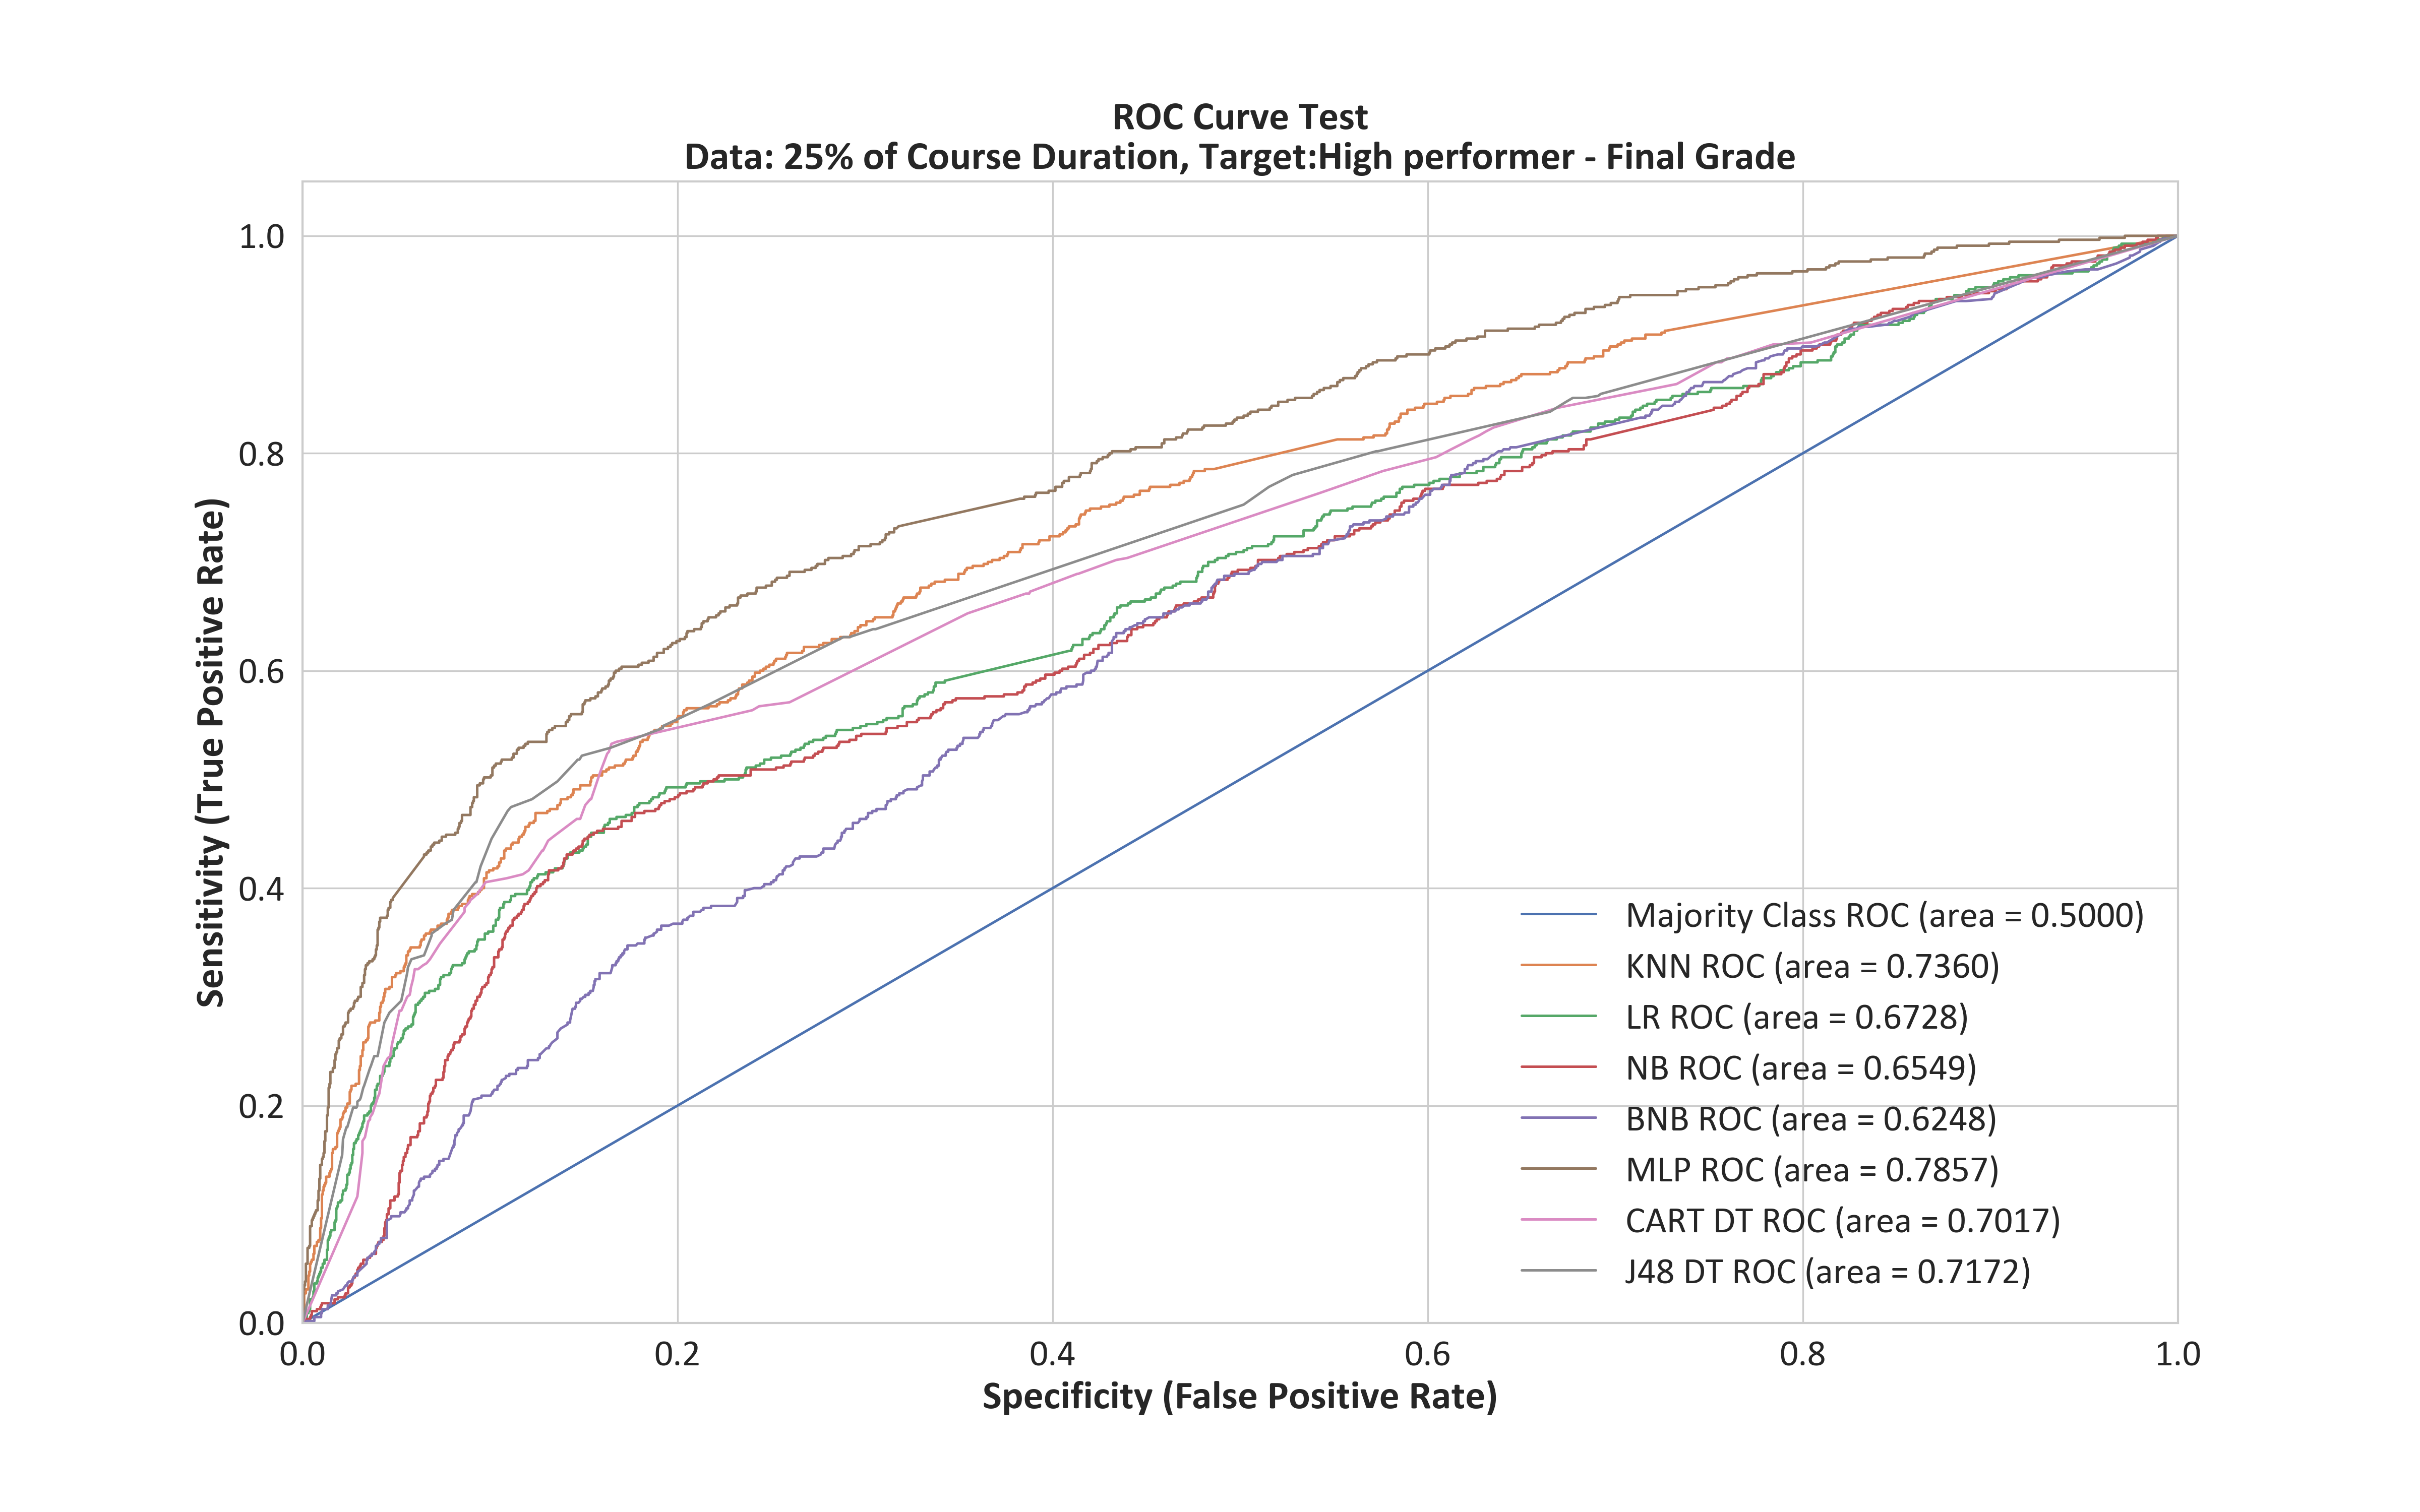 ROC Curve Test
Data: 25% of Course Duration, Target:High performer - Final Grade
Sensitivity (True Positive Rate)
1.0
0.8
0.6
0.4
0.2
0.0
Majority Class ROC (area = 0.5000)
KNN ROC (area = 0.7360)
LR ROC (area = 0.6728)
NB ROC (area = 0.6549)
BNB ROC (area = 0.6248)
MLP ROC (area = 0.7857)
CART DT ROC (area = 0.7017)
J48 DT ROC (area = 0.7172)
0.0 0.2 0.4 0.6 0.8 1.0
Specificity (False Positive Rate)